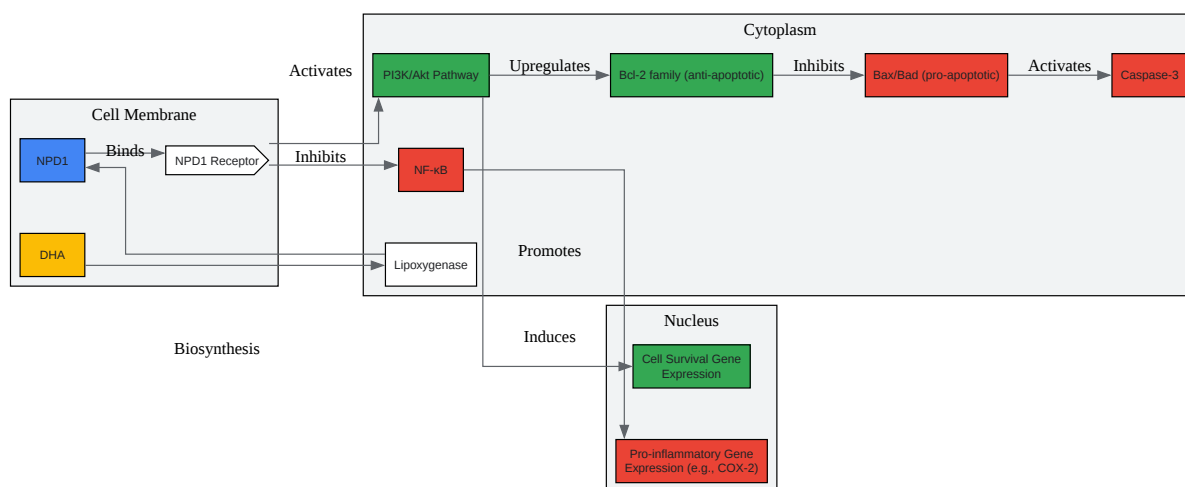 Cytoplasm
Activates
PI3K/Akt Pathway
Upregulates
Bcl-2 family (anti-apoptotic)
Inhibits
Bax/Bad (pro-apoptotic)
Activates
Caspase-3
Cell Membrane
NPD1
Binds
NPD1 Receptor
Inhibits
NF-κB
DHA
Lipoxygenase
Promotes
Biosynthesis
Induces
Nucleus
Cell Survival Gene
Expression
Pro-inflammatory Gene
Expression (e.g., COX-2)